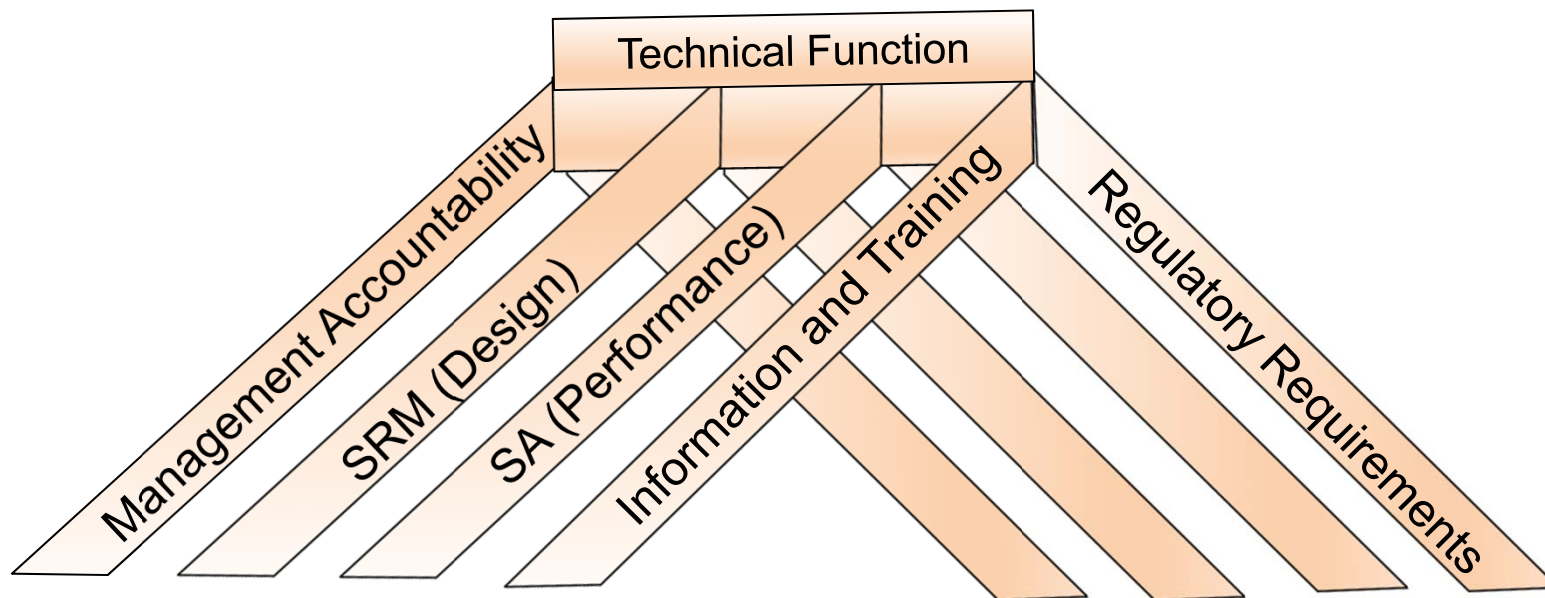 Technical Function
Management Accountability
SRM (Design)
SA (Performance)
Information and Training
Regulatory Requirements